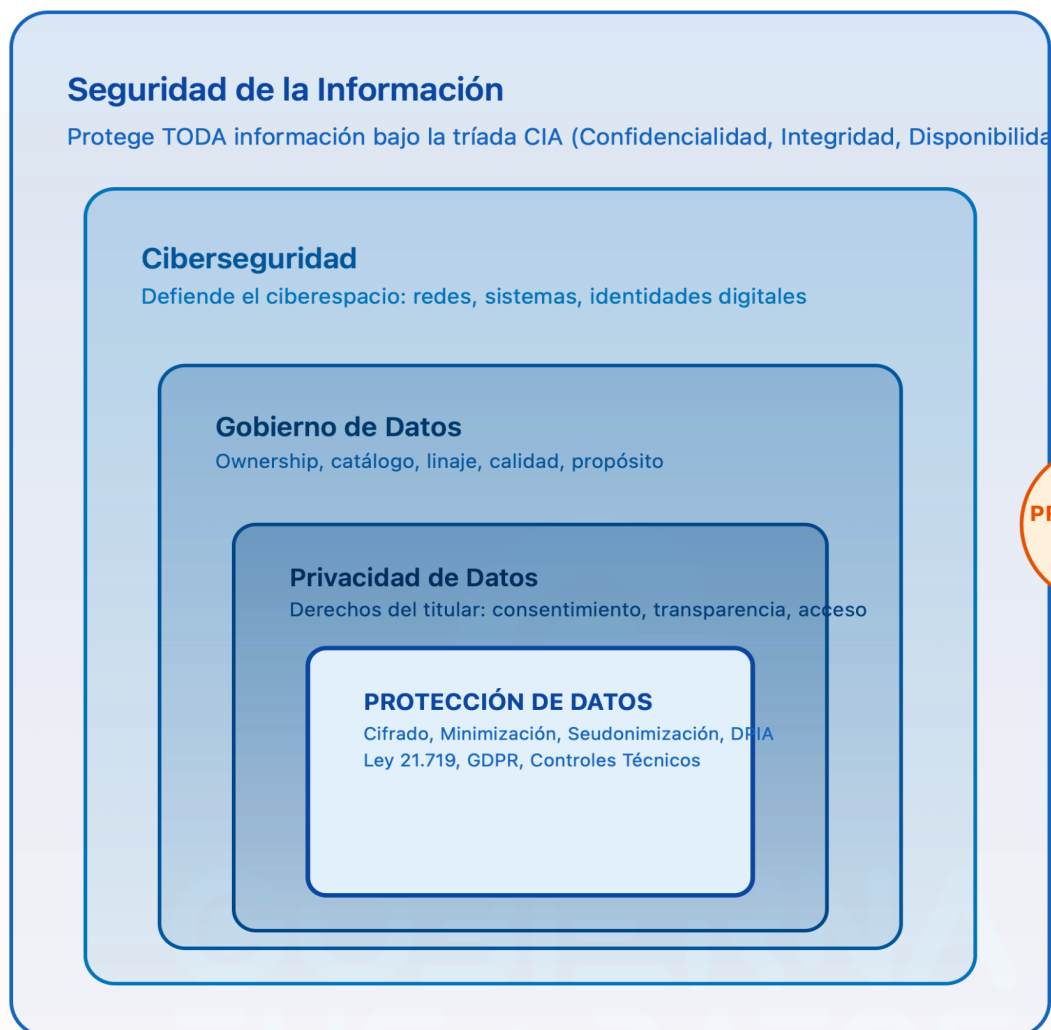 Seguridad de la Información
Protege TODA información bajo la tríada CIA (Confidencialidad, Integridad, Disponibilida
Ciberseguridad
Defiende el ciberespacio: redes, sistemas, identidades digitales
Gobierno de Datos
Ownership, catálogo, linaje, calidad, propósito
Privacidad de Datos
Derechos del titular: consentimiento, transparencia, acceso
PROTECCIÓN DE DATOS
Cifrado, Minimización, Seudonimización, DPIA
Ley 21.719, GDPR, Controles Técnicos